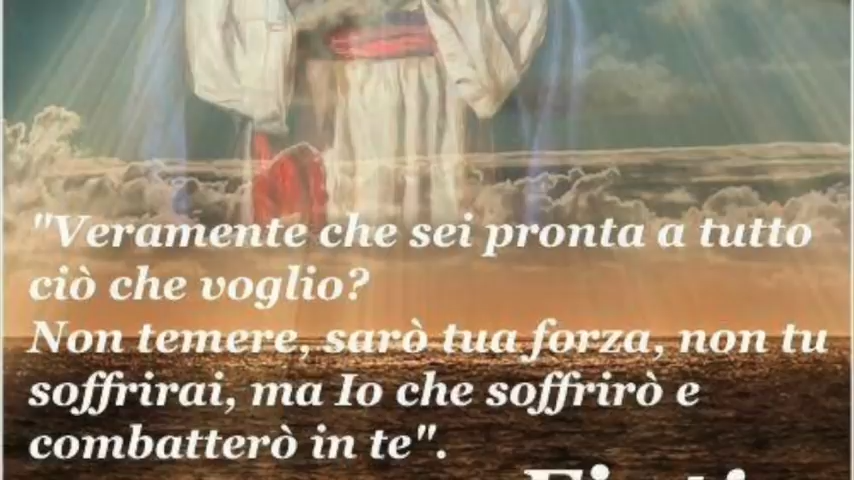 "Veramente che sei pronta a tutto
ciò che voglio?
Non temere, sarò tua forza, non tu
soffrirai, ma Io che soffrirò e
combatterò in te".